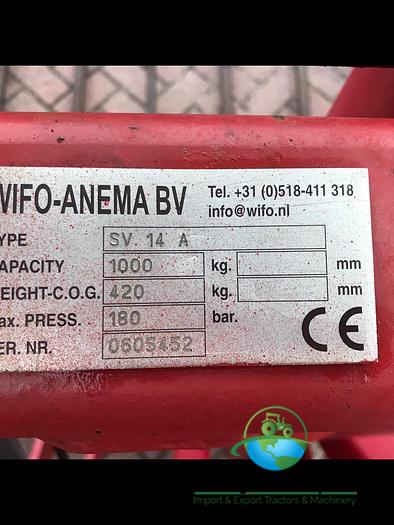 WIFO-ANEMA BV Tel. +31 (0)518-411 318
info@wifo.nl
YPE SV. 14 A
APACITY 1000 kg. mm
EIGHT-C.O.G. 420 kg. mm
ax. PRESS. 180 bar.
ER. NR. 0605452 CE
Import & Export Tractors & Machinery